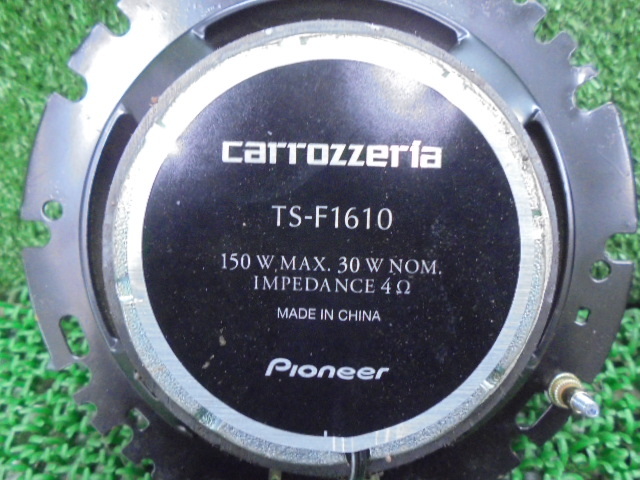 carrozzeria
TS-F1610
150 W MAX. 30 W NOM.
IMPEDANCE 4 Ω
MADE IN CHINA
Pioneer